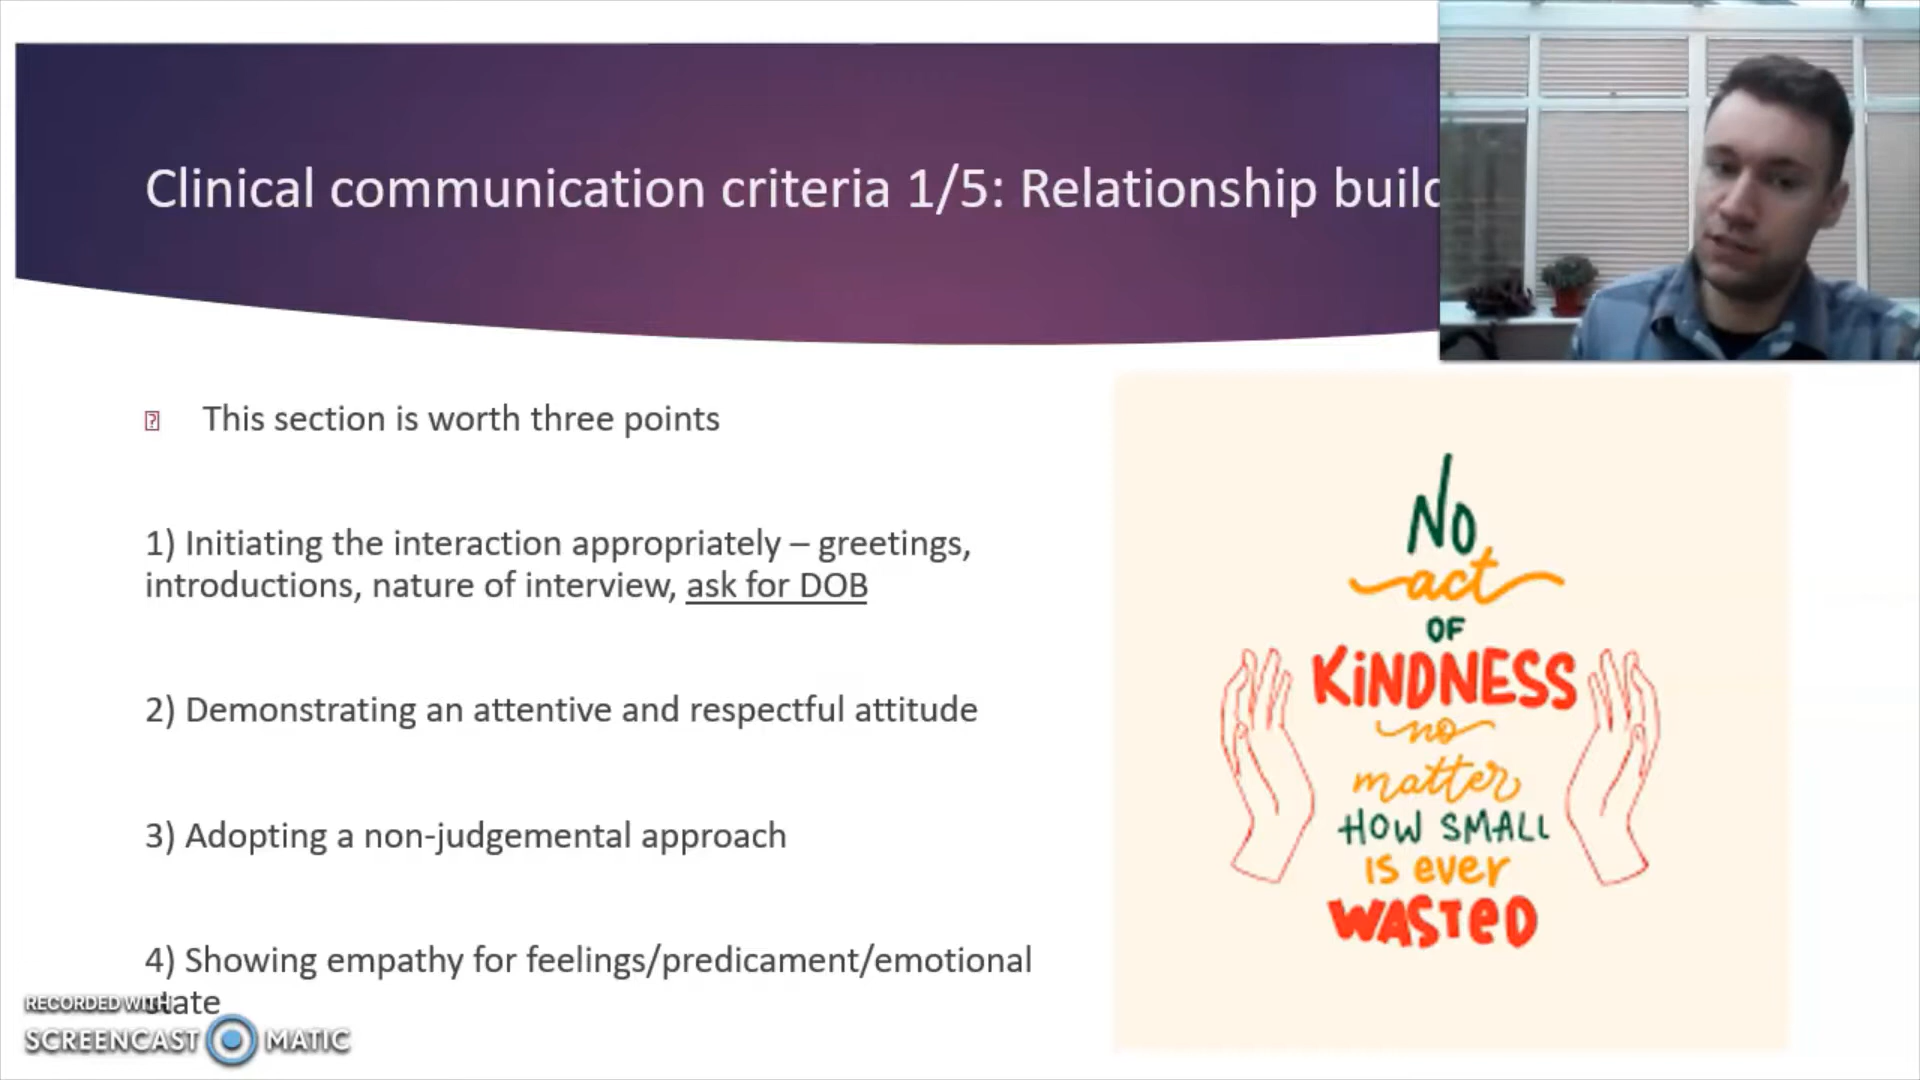 Clinical communication criteria 1/5: Relationship build
This section is worth three points
1) Initiating the interaction appropriately – greetings,
introductions, nature of interview, ask for DOB
2) Demonstrating an attentive and respectful attitude
3) Adopting a non-judgemental approach
4) Showing empathy for feelings/predicament/emotional
state
No
act
OF
KiNDNESS
no
matter
HOW SMALL
is ever
WASTeD
RECORDED WITH
SCREENCAST MATIC